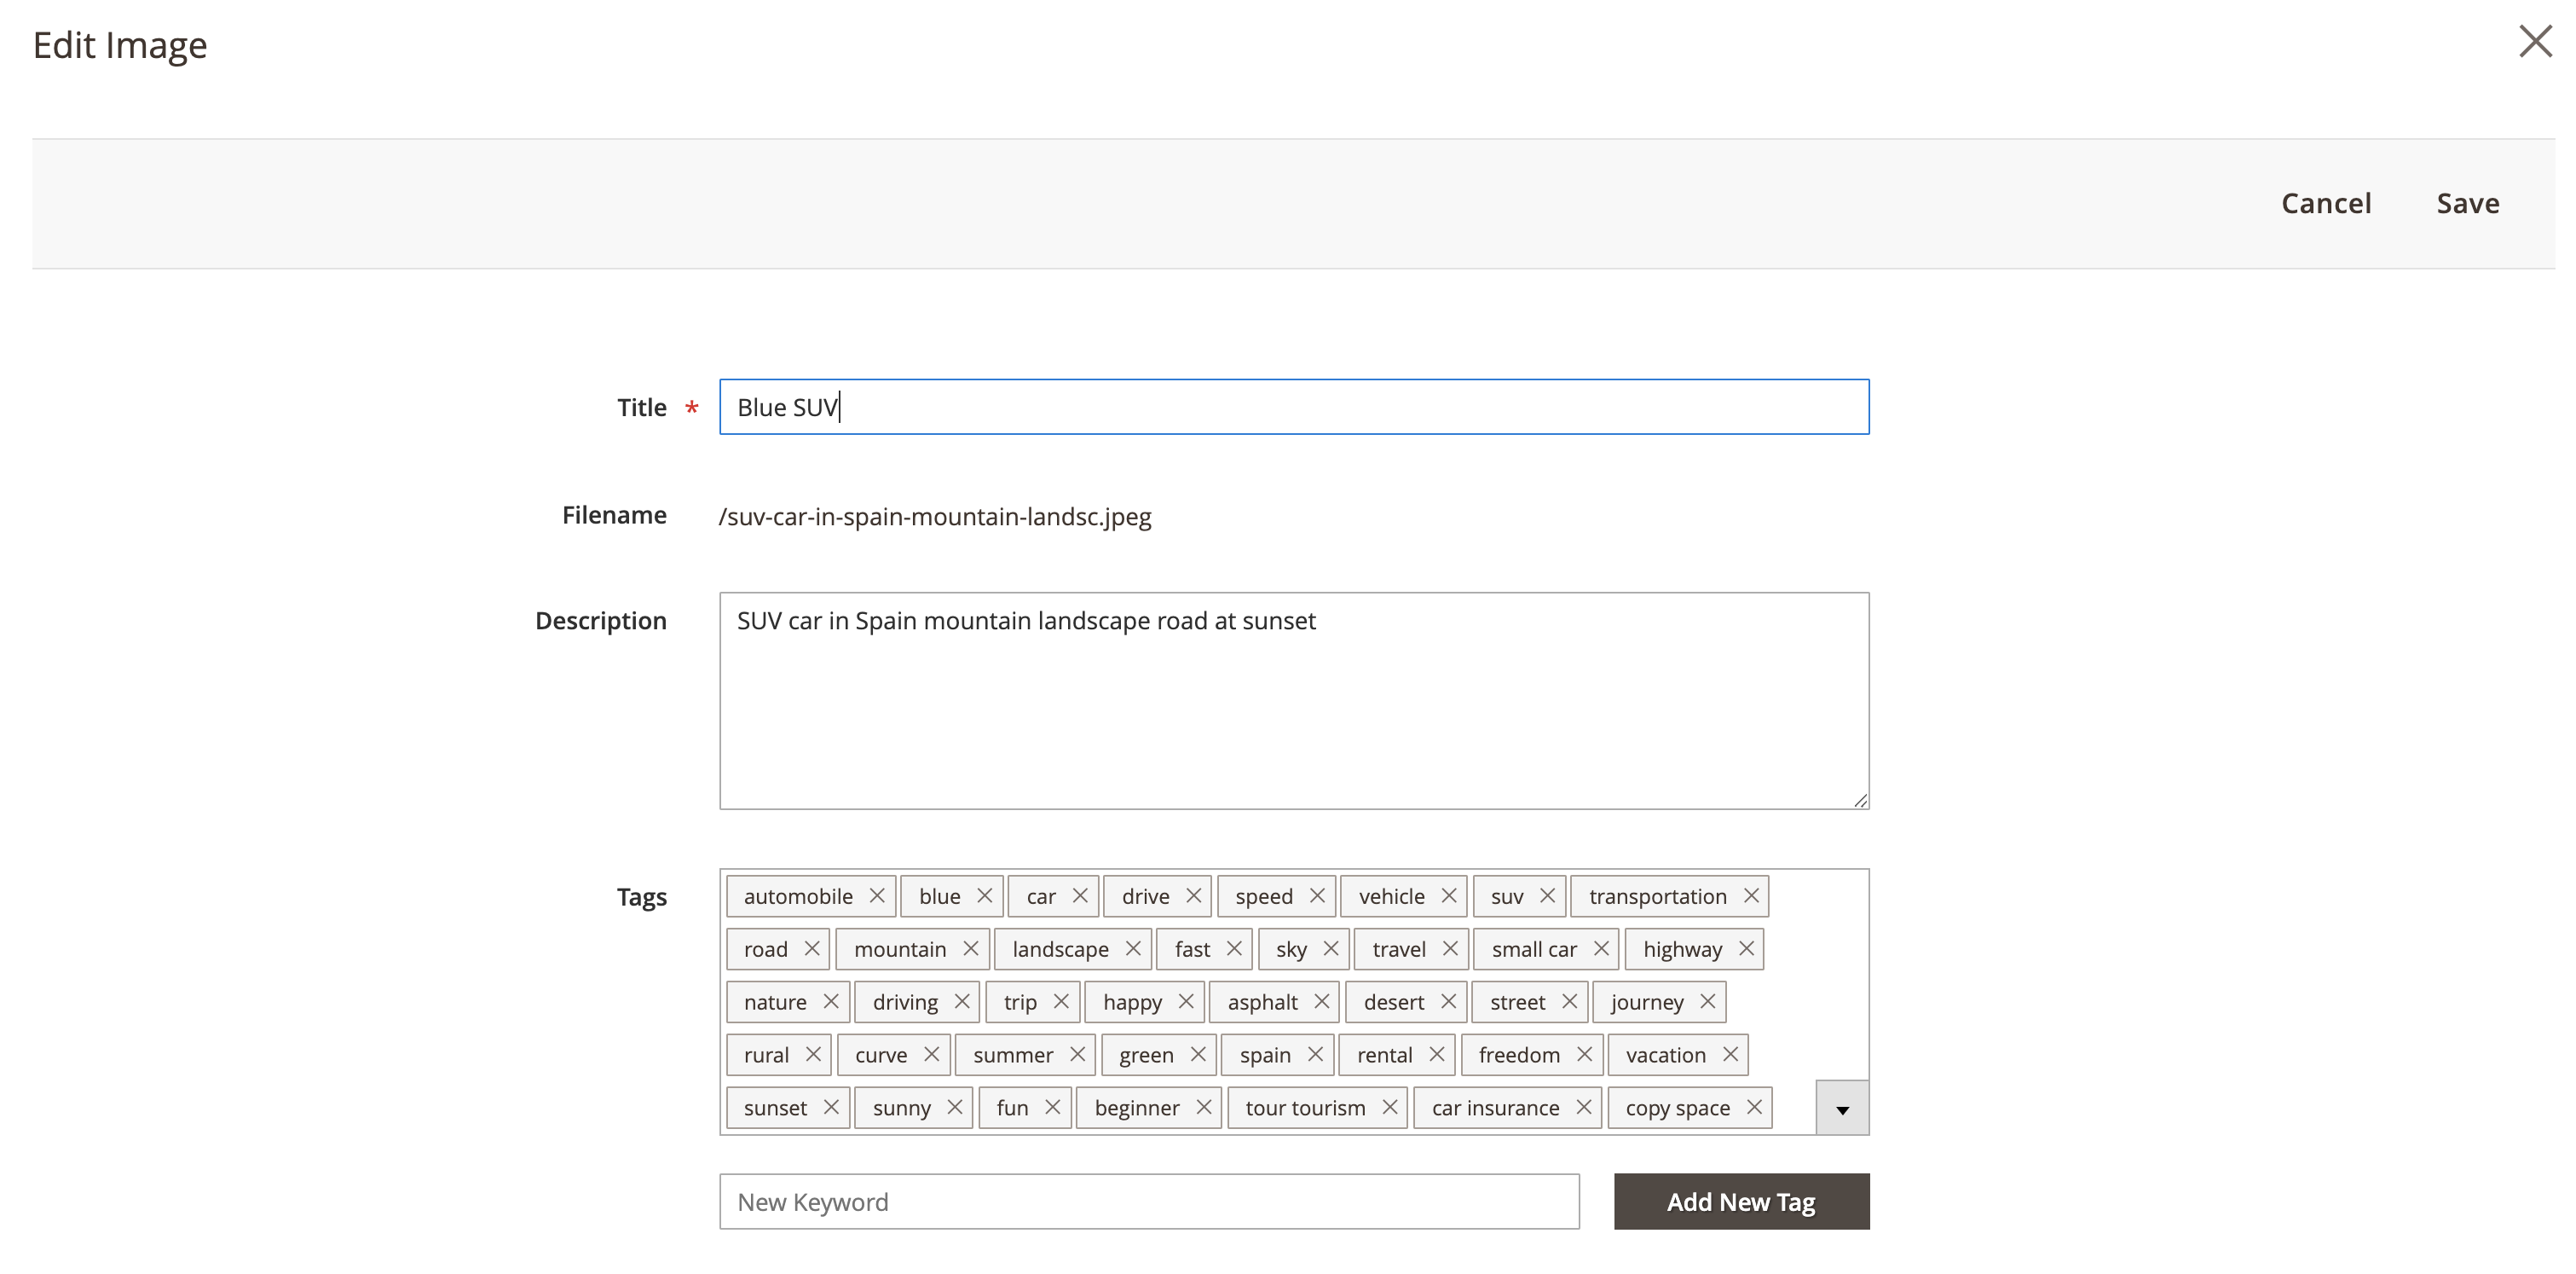 Edit Image
Cancel Save
Title * Blue SUV
Filename /suv-car-in-spain-mountain-landsc.jpeg
Description SUV car in Spain mountain landscape road at sunset
Tags automobile blue car drive speed vehicle suv transportation
road mountain landscape fast sky travel small car highway
nature driving trip happy asphalt desert street journey
rural curve summer green spain rental freedom vacation
sunset sunny fun beginner tour tourism car insurance copy space
New Keyword Add New Tag